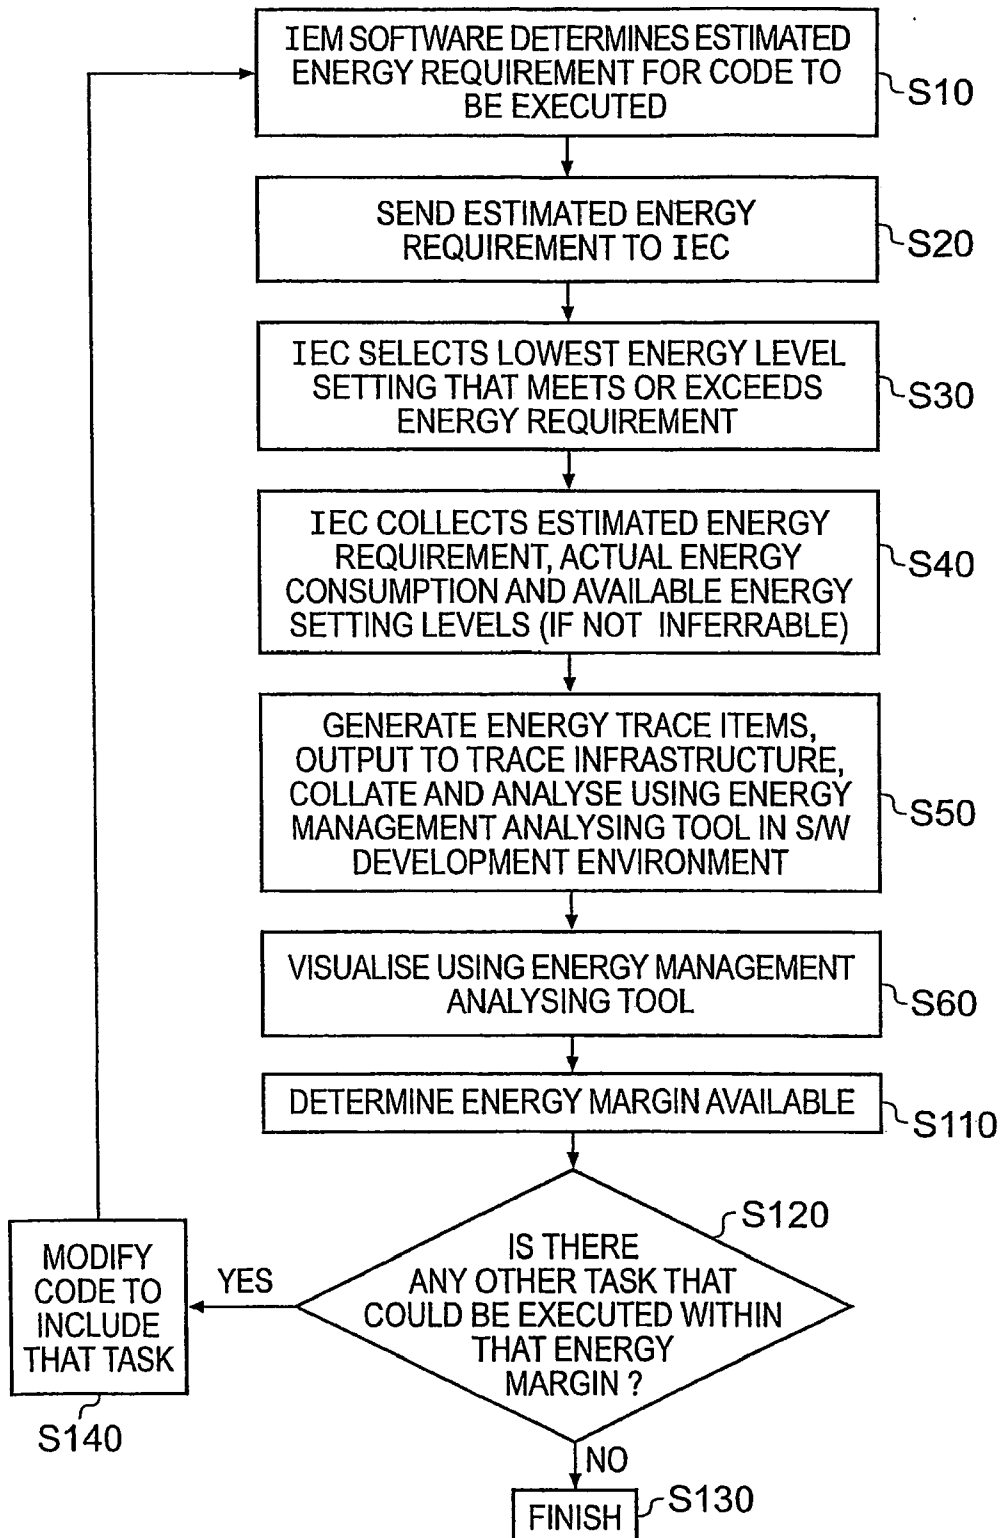 IEM SOFTWARE DETERMINES ESTIMATED
ENERGY REQUIREMENT FOR CODE TO
BE EXECUTED
S10
SEND ESTIMATED ENERGY
REQUIREMENT TO IEC
S20
IEC SELECTS LOWEST ENERGY LEVEL
SETTING THAT MEETS OR EXCEEDS
ENERGY REQUIREMENT
S30
IEC COLLECTS ESTIMATED ENERGY
REQUIREMENT, ACTUAL ENERGY
CONSUMPTION AND AVAILABLE ENERGY
SETTING LEVELS (IF NOT INFERRABLE)
S40
GENERATE ENERGY TRACE ITEMS,
OUTPUT TO TRACE INFRASTRUCTURE,
COLLATE AND ANALYSE USING ENERGY
MANAGEMENT ANALYSING TOOL IN S/W
DEVELOPMENT ENVIRONMENT
S50
VISUALISE USING ENERGY MANAGEMENT
ANALYSING TOOL
S60
DETERMINE ENERGY MARGIN AVAILABLE
S110
IS THERE
ANY OTHER TASK THAT
COULD BE EXECUTED WITHIN
THAT ENERGY
MARGIN ?
S120
YES
MODIFY
CODE TO
INCLUDE
THAT TASK
S140
NO
FINISH
S130